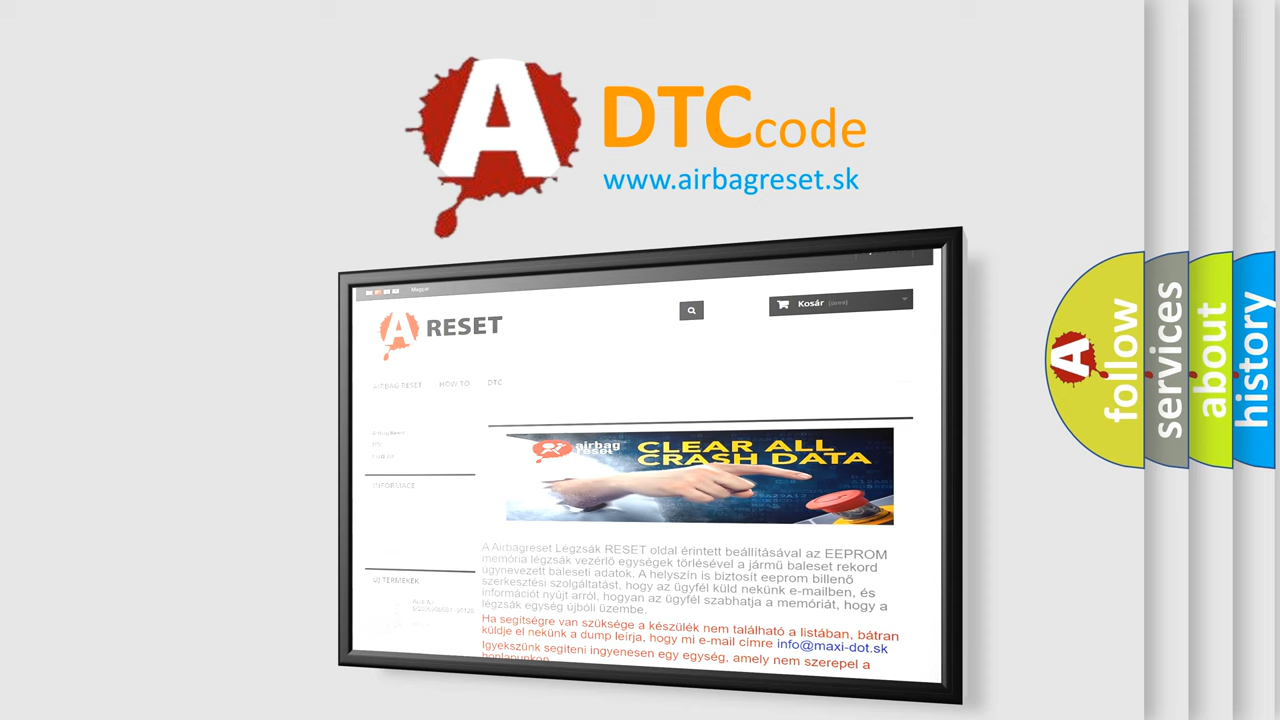 A
DTCcode
www.airbagreset.sk
Magyar
A RESET
Kosár (üres)
AIRBAG RESET HOW TO DTC
INFORMACE
airbag
reset
CLEAR ALL
CRASH DATA
A Airbagreset Légzsák RESET oldal érintett beállításával az EEPROM
memória légzsák vezérlő egységek törlésével a jármű baleset rekord
úgynevezett baleseti adatok. A helyszín is biztosít eeprom billenő
szerkesztési szolgáltatást, hogy az ügyfél küld nekünk e-mailben, és
információt nyújt arról, hogyan az ügyfél szabhatja a memóriát, hogy a
légzsák egység újbóli üzembe.
Ha segítségre van szüksége a készülék nem található a listában, bátran
küldje el nekünk a dump leírja, hogy mi e-mail címre info@maxi-dot.sk
Igyekszünk segíteni ingyenesen egy egység, amely nem szerepel a
honlapunkon
ÚJ TERMÉKEK
A
follow
services
about
history